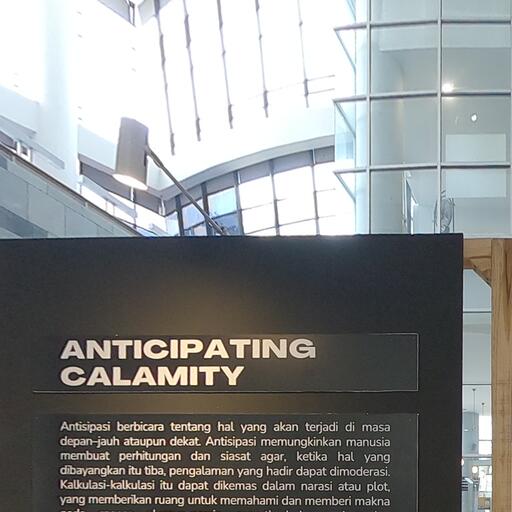 ANTICIPATING
CALAMITY
Antisipasi berbicara tentang hal yang akan terjadi di masa
depan–jauh ataupun dekat. Antisipasi memungkinkan manusia
membuat perhitungan dan siasat agar, ketika hal yang
dibayangkan itu tiba, pengalaman yang hadir dapat dimoderasi.
Kalkulasi-kalkulasi itu dapat dikemas dalam narasi atau plot,
yang memberikan ruang untuk memahami dan memberi makna